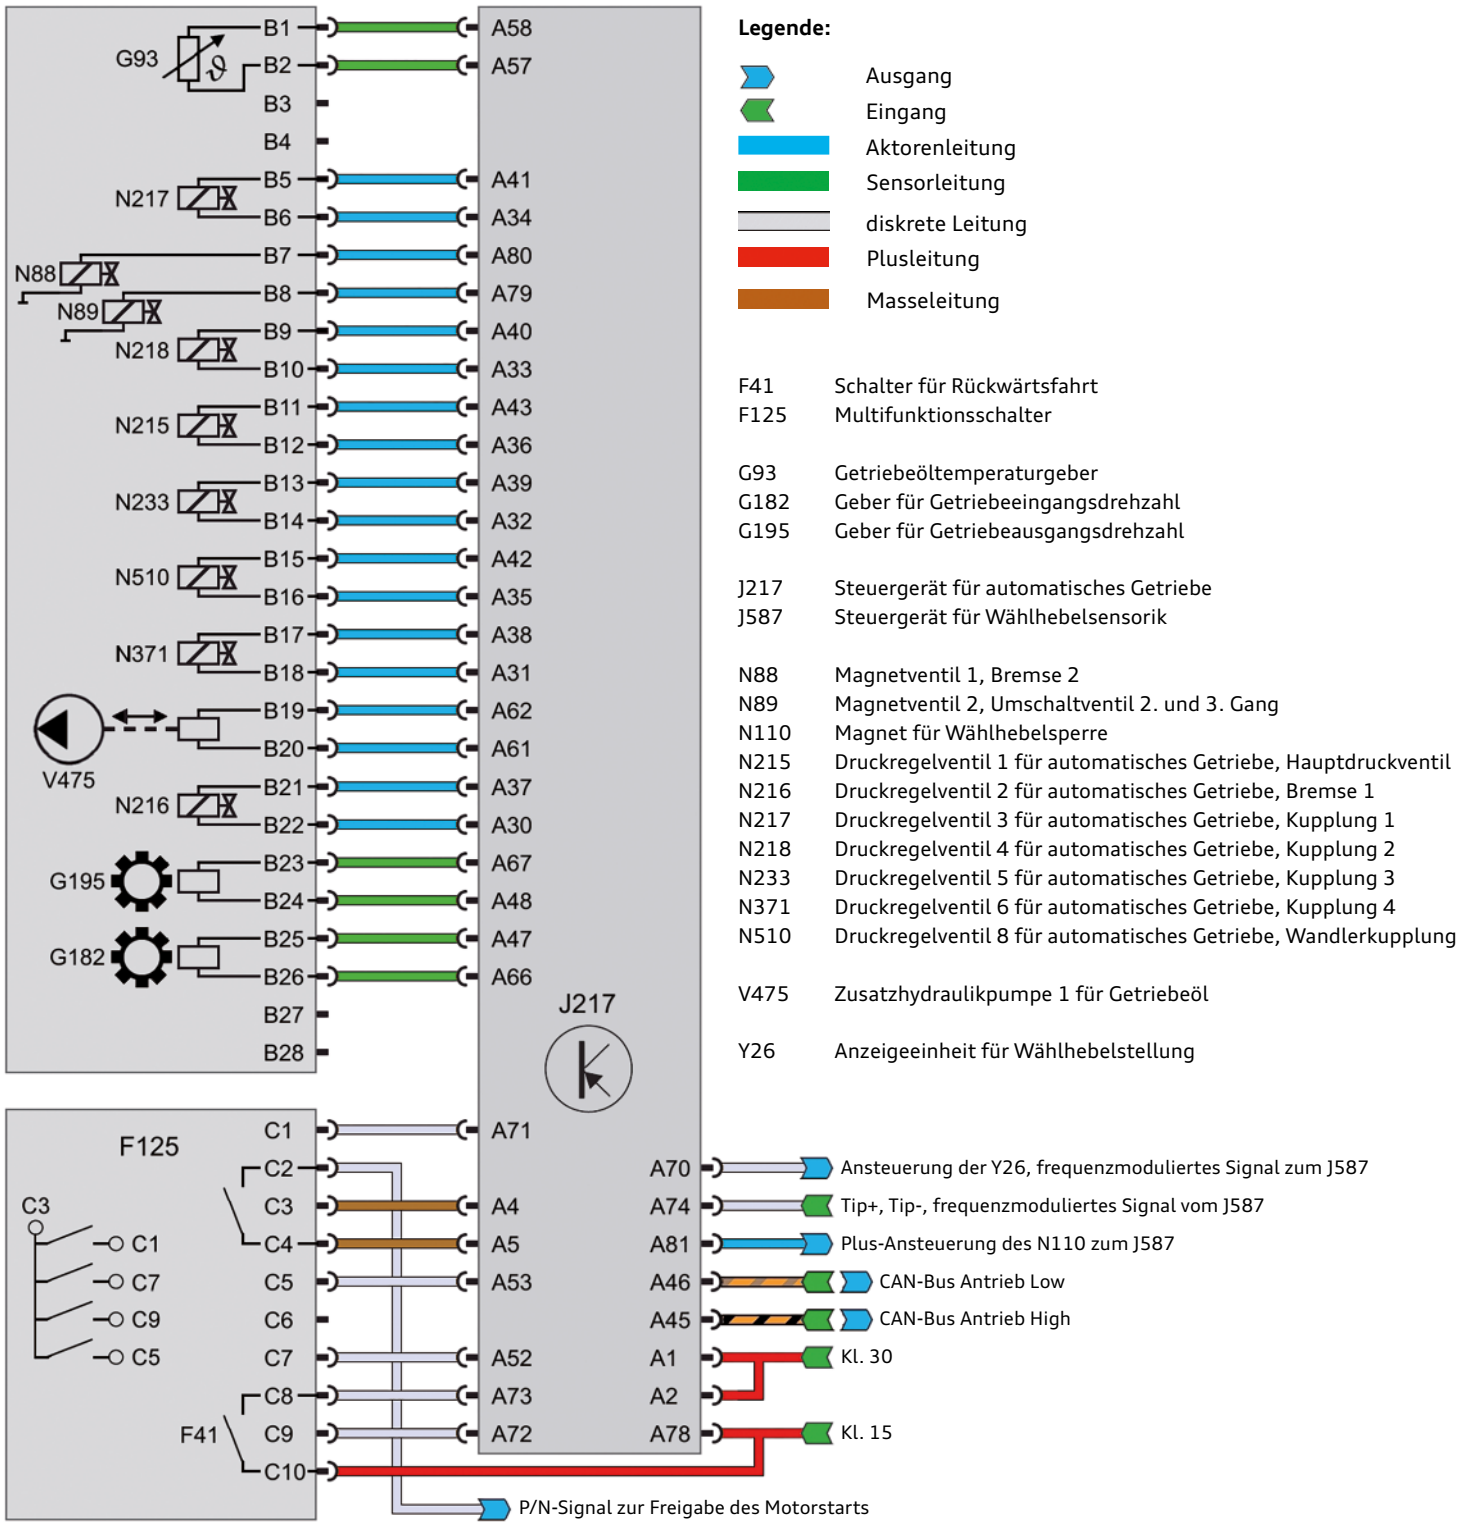 G93
B1
A58
B2
A57
B3
B4
N217
B5
A41
B6
A34
N88
B7
A80
N89
B8
A79
N218
B9
A40
B10
A33
N215
B11
A43
B12
A36
N233
B13
A39
B14
A32
N510
B15
A42
B16
A35
N371
B17
A38
B18
A31
V475
B19
A62
B20
A61
N216
B21
A37
B22
A30
G195
B23
A67
B24
A48
G182
B25
A47
B26
A66
B27
B28
ϑ
J217
F125
C1
A71
C2
C3
A4
C4
A5
C5
A53
C6
C7
A52
C8
A73
F41
C9
A72
C10
C3
C1
C7
C9
C5
A70
Ansteuerung der Y26, frequenzmoduliertes Signal zum J587
A74
Tip+, Tip-, frequenzmoduliertes Signal vom J587
A81
Plus-Ansteuerung des N110 zum J587
A46
CAN-Bus Antrieb Low
A45
CAN-Bus Antrieb High
A1
Kl. 30
A2
A78
Kl. 15
P/N-Signal zur Freigabe des Motorstarts
Legende:
Ausgang
Eingang
Aktorenleitung
Sensorleitung
diskrete Leitung
Plusleitung
Masseleitung
F41 Schalter für Rückwärtsfahrt
F125 Multifunktionsschalter
G93 Getriebeöltemperaturgeber
G182 Geber für Getriebeeingangsdrehzahl
G195 Geber für Getriebeausgangsdrehzahl
J217 Steuergerät für automatisches Getriebe
J587 Steuergerät für Wählhebelsensorik
N88 Magnetventil 1, Bremse 2
N89 Magnetventil 2, Umschaltventil 2. und 3. Gang
N110 Magnet für Wählhebelsperre
N215 Druckregelventil 1 für automatisches Getriebe, Hauptdruckventil
N216 Druckregelventil 2 für automatisches Getriebe, Bremse 1
N217 Druckregelventil 3 für automatisches Getriebe, Kupplung 1
N218 Druckregelventil 4 für automatisches Getriebe, Kupplung 2
N233 Druckregelventil 5 für automatisches Getriebe, Kupplung 3
N371 Druckregelventil 6 für automatisches Getriebe, Kupplung 4
N510 Druckregelventil 8 für automatisches Getriebe, Wandlerkupplung
V475 Zusatzhydraulikpumpe 1 für Getriebeöl
Y26 Anzeigeeinheit für Wählhebelstellung